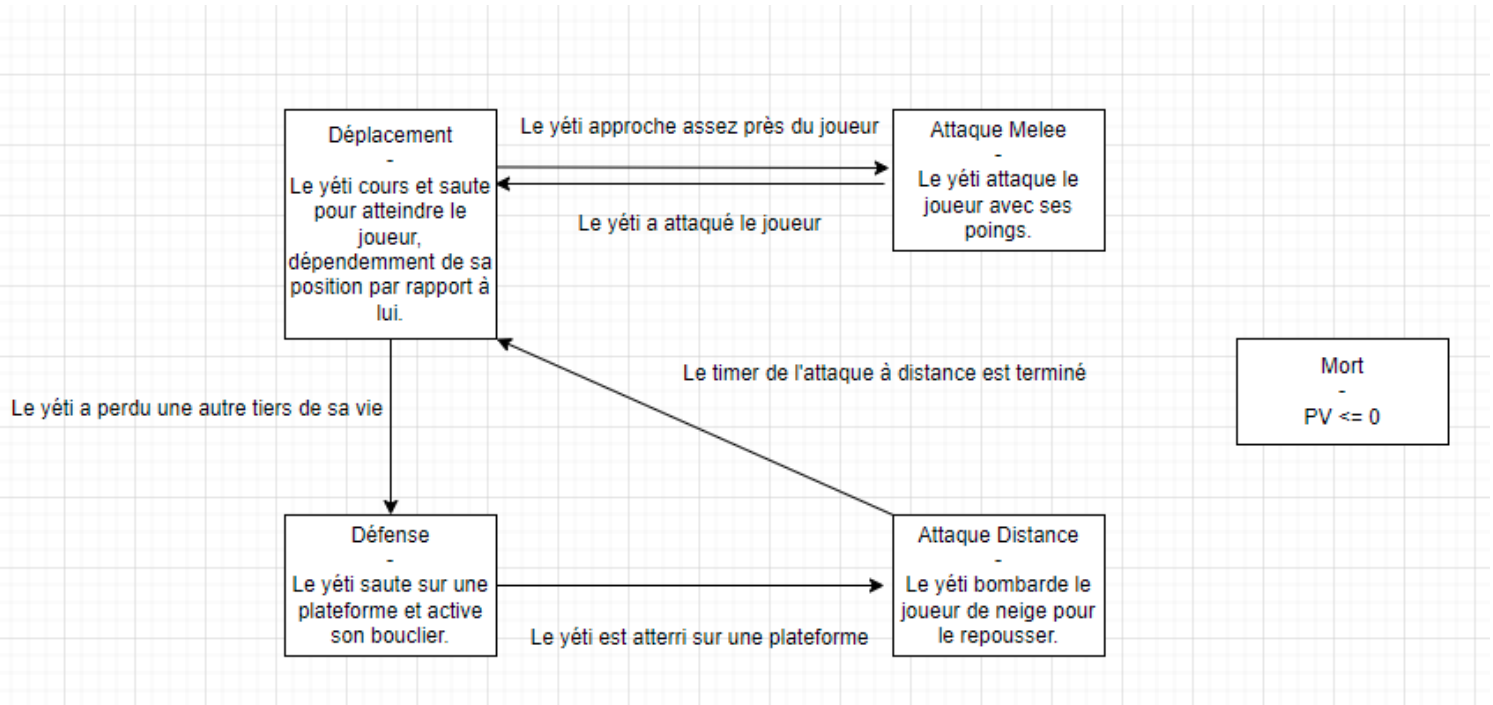 Déplacement
-
Le yéti cours et saute
pour atteindre le
joueur,
dépendemment de sa
position par rapport à
lui.
Le yéti approche assez près du joueur
Le yéti a attaqué le joueur
Attaque Melee
-
Le yéti attaque le
joueur avec ses
poings.
Le timer de l'attaque à distance est terminé
Mort
-
PV <= 0
Le yéti a perdu une autre tiers de sa vie
Défense
-
Le yéti saute sur une
plateforme et active
son bouclier.
Le yéti est atterri sur une plateforme
Attaque Distance
-
Le yéti bombarde le
joueur de neige pour
le repousser.